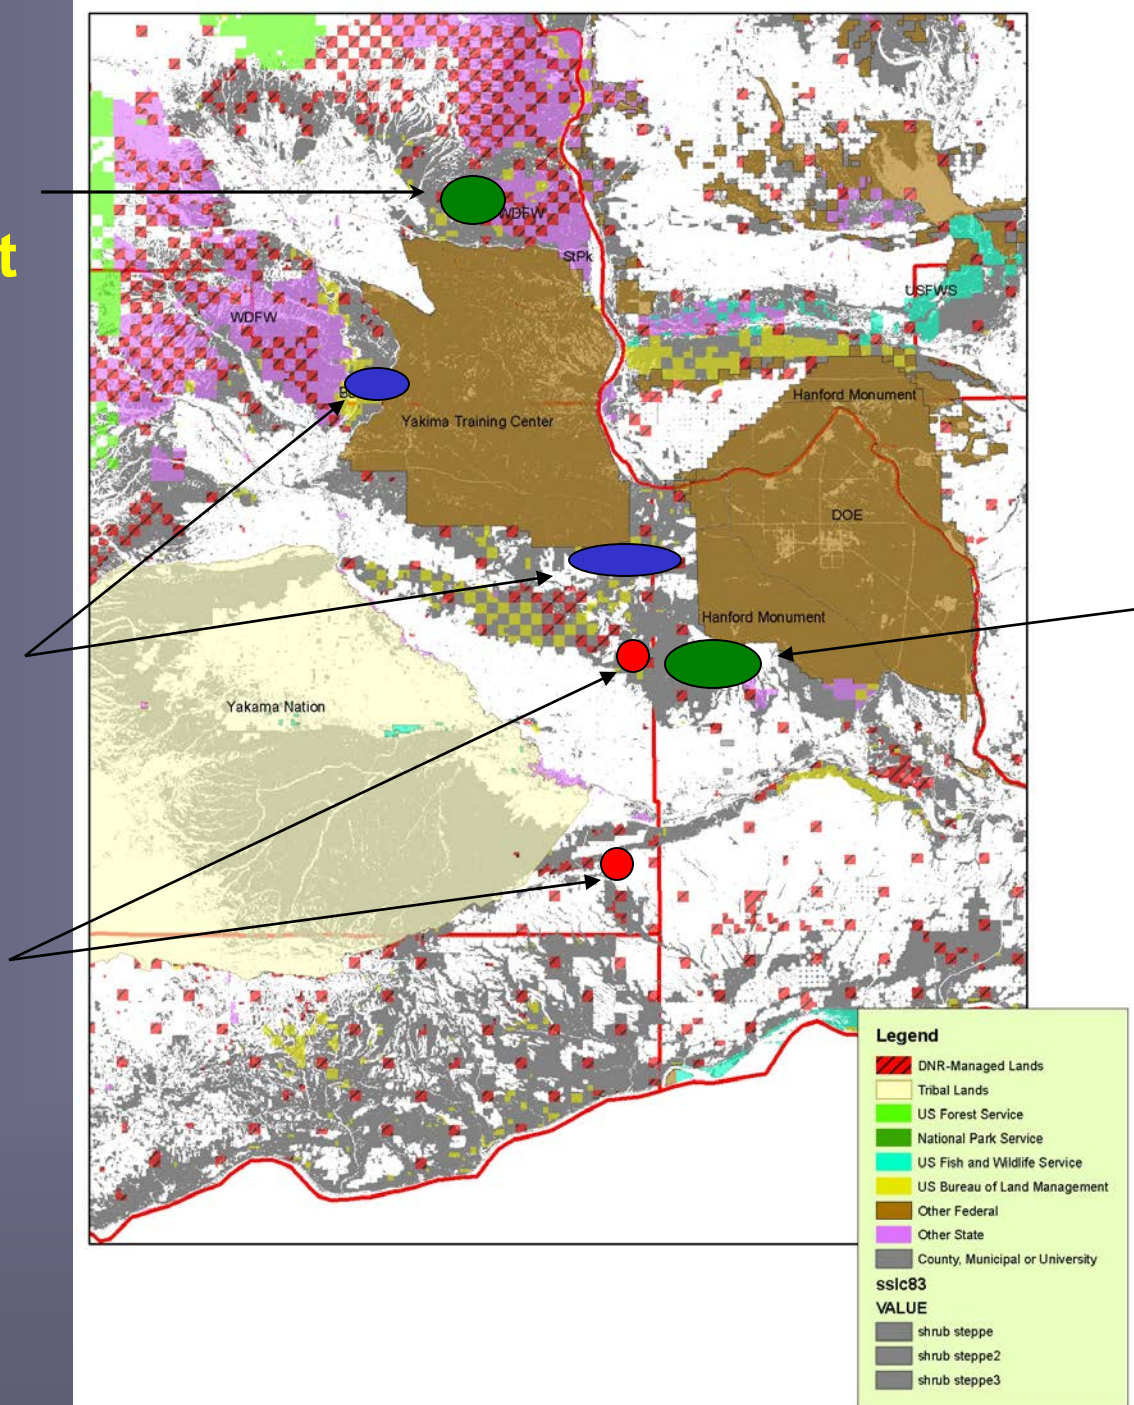 t
WDFW
StPk
USFWS
WDFW
Hanford Monument
Yakima Training Center
DOE
Hanford Monument
Yakama Nation
Legend
DNR-Managed Lands
Tribal Lands
US Forest Service
National Park Service
US Fish and Wildlife Service
US Bureau of Land Management
Other Federal
Other State
County, Municipal or University
sslc83
VALUE
shrub steppe
shrub steppe2
shrub steppe3